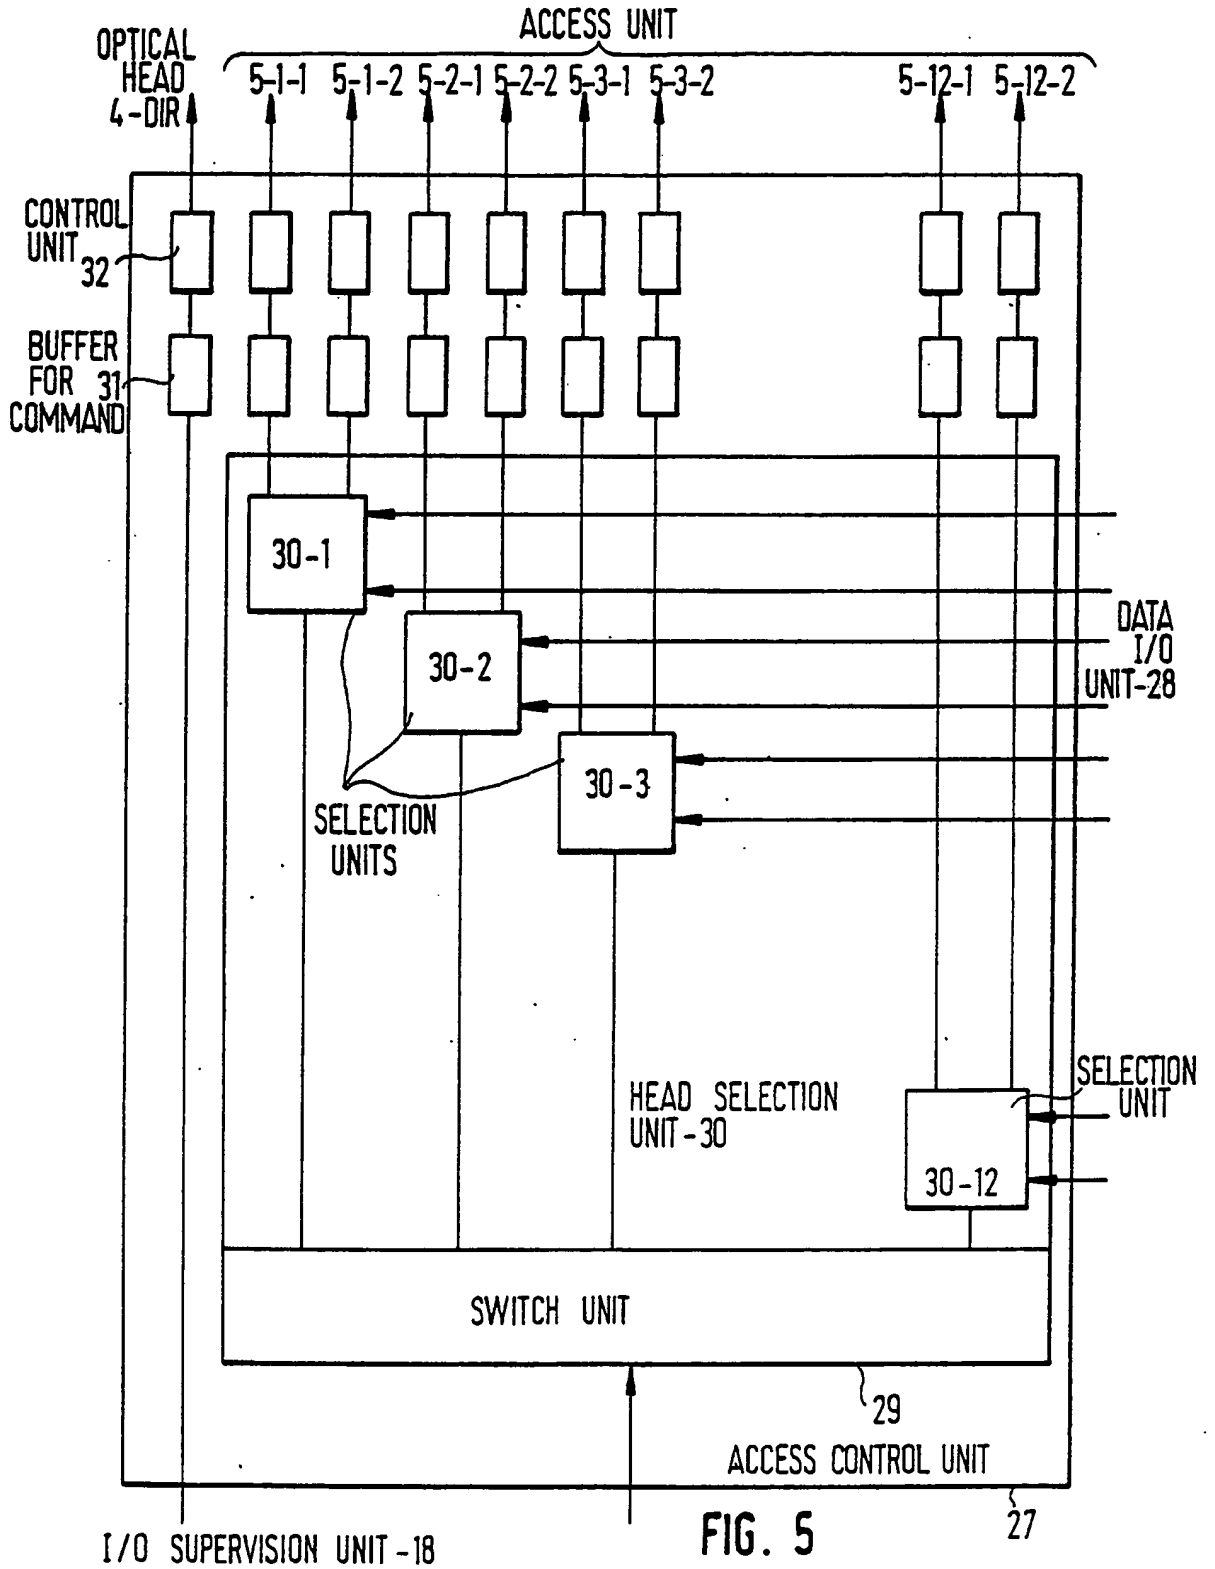 ACCESS UNIT
OPTICAL
HEAD
4-DIR
5-1-1 5-1-2 5-2-1 5-2-2 5-3-1 5-3-2 5-12-1 5-12-2
CONTROL
UNIT
32
BUFFER
FOR 31
COMMAND
30-1
DATA
I/O
UNIT-28
30-2
30-3
SELECTION
UNITS
SELECTION
UNIT
HEAD SELECTION
UNIT-30
30-12
SWITCH UNIT
29
ACCESS CONTROL UNIT
27
FIG. 5
I/O SUPERVISION UNIT-18